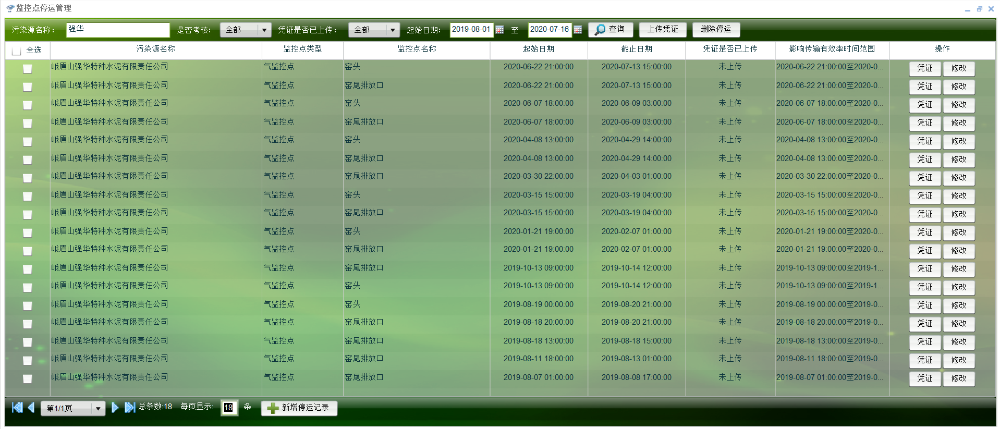 监控点停运管理
污染源名称： 强华 是否考核： 全部 凭证是否已上传： 全部 起始日期： 2019-08-01 至 2020-07-16 查询 上传凭证 删除停运
全选 污染源名称 监控点类型 监控点名称 起始日期 截止日期 凭证是否已上传 影响传输有效率时间范围 操作
峨眉山强华特种水泥有限责任公司 气监控点 窑头 2020-06-22 21:00:00 2020-07-13 15:00:00 未上传 2020-06-22 21:00:00至2020-0... 凭证 修改
峨眉山强华特种水泥有限责任公司 气监控点 窑尾排放口 2020-06-22 21:00:00 2020-07-13 15:00:00 未上传 2020-06-22 21:00:00至2020-0... 凭证 修改
峨眉山强华特种水泥有限责任公司 气监控点 窑头 2020-06-07 18:00:00 2020-06-09 03:00:00 未上传 2020-06-07 18:00:00至2020-0... 凭证 修改
峨眉山强华特种水泥有限责任公司 气监控点 窑尾排放口 2020-06-07 18:00:00 2020-06-09 03:00:00 未上传 2020-06-07 18:00:00至2020-0... 凭证 修改
峨眉山强华特种水泥有限责任公司 气监控点 窑头 2020-04-08 13:00:00 2020-04-29 14:00:00 未上传 2020-04-08 13:00:00至2020-0... 凭证 修改
峨眉山强华特种水泥有限责任公司 气监控点 窑尾排放口 2020-04-08 13:00:00 2020-04-29 14:00:00 未上传 2020-04-08 13:00:00至2020-0... 凭证 修改
峨眉山强华特种水泥有限责任公司 气监控点 窑尾排放口 2020-03-30 22:00:00 2020-04-03 01:00:00 未上传 2020-03-30 22:00:00至2020-0... 凭证 修改
峨眉山强华特种水泥有限责任公司 气监控点 窑头 2020-03-15 15:00:00 2020-03-19 04:00:00 未上传 2020-03-15 15:00:00至2020-0... 凭证 修改
峨眉山强华特种水泥有限责任公司 气监控点 窑尾排放口 2020-03-15 15:00:00 2020-03-19 04:00:00 未上传 2020-03-15 15:00:00至2020-0... 凭证 修改
峨眉山强华特种水泥有限责任公司 气监控点 窑头 2020-01-21 19:00:00 2020-02-07 01:00:00 未上传 2020-01-21 19:00:00至2020-0... 凭证 修改
峨眉山强华特种水泥有限责任公司 气监控点 窑尾排放口 2020-01-21 19:00:00 2020-02-07 01:00:00 未上传 2020-01-21 19:00:00至2020-0... 凭证 修改
峨眉山强华特种水泥有限责任公司 气监控点 窑尾排放口 2019-10-13 09:00:00 2019-10-14 12:00:00 未上传 2019-10-13 09:00:00至2019-1... 凭证 修改
峨眉山强华特种水泥有限责任公司 气监控点 窑头 2019-10-13 09:00:00 2019-10-14 12:00:00 未上传 2019-10-13 09:00:00至2019-1... 凭证 修改
峨眉山强华特种水泥有限责任公司 气监控点 窑头 2019-08-19 00:00:00 2019-08-20 21:00:00 未上传 2019-08-19 00:00:00至2019-0... 凭证 修改
峨眉山强华特种水泥有限责任公司 气监控点 窑尾排放口 2019-08-18 20:00:00 2019-08-20 21:00:00 未上传 2019-08-18 20:00:00至2019-0... 凭证 修改
峨眉山强华特种水泥有限责任公司 气监控点 窑尾排放口 2019-08-18 13:00:00 2019-08-18 15:00:00 未上传 2019-08-18 13:00:00至2019-0... 凭证 修改
峨眉山强华特种水泥有限责任公司 气监控点 窑尾排放口 2019-08-11 18:00:00 2019-08-13 01:00:00 未上传 2019-08-11 18:00:00至2019-0... 凭证 修改
峨眉山强华特种水泥有限责任公司 气监控点 窑尾排放口 2019-08-07 01:00:00 2019-08-08 17:00:00 未上传 2019-08-07 01:00:00至2019-0... 凭证 修改
第1/1页 总条数:18 每页显示: 18 条 新增停运记录